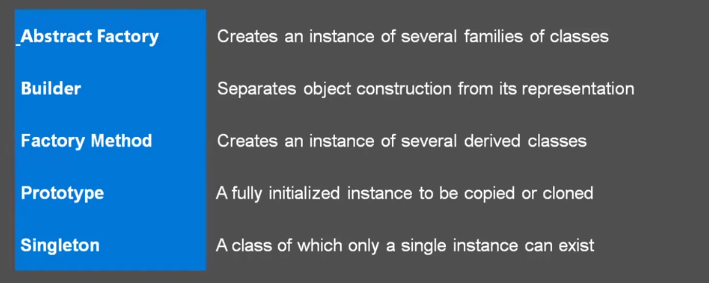 Abstract Factory Creates an instance of several families of classes
Builder Separates object construction from its representation
Factory Method Creates an instance of several derived classes
Prototype A fully initialized instance to be copied or cloned
Singleton A class of which only a single instance can exist